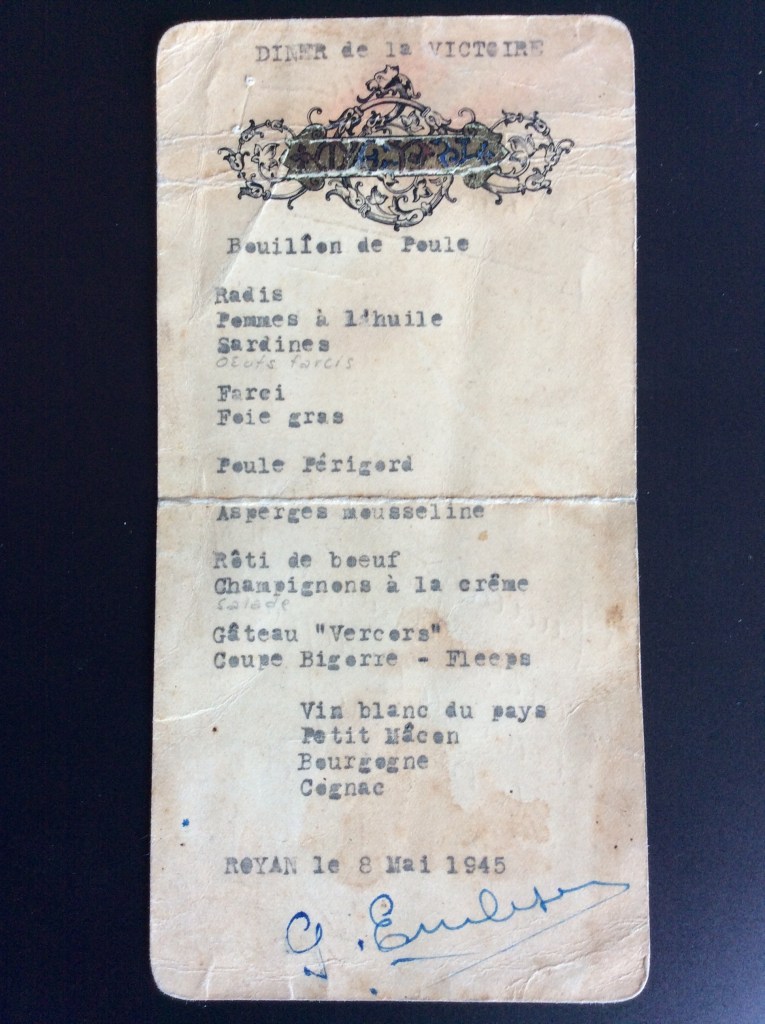 DINER de la VICTOIRE
Bouillon de Poule
Radis
Pommes à l'huile
Sardines
Oeufs farcis
Farci
Foie gras
Poule Périgord
Asperges mousseline
Rôti de boeuf
Champignons à la crême
Salade
Gâteau "Vercors"
Coupe Bigorre - Fleeps
Vin blanc du pays
Petit Mâcon
Bourgogne
Cognac
ROYAN le 8 Mai 1945
G.